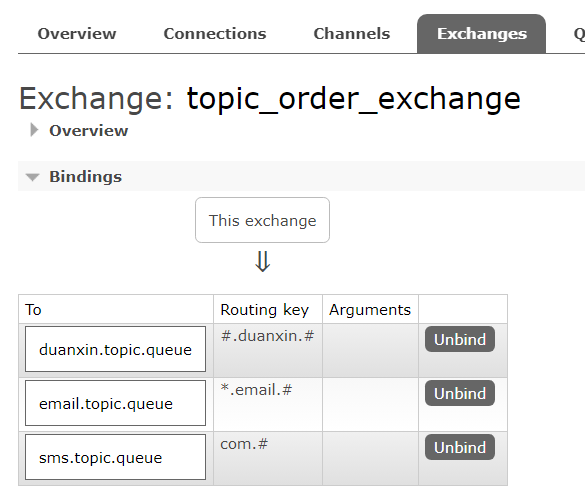 Overview Connections Channels Exchanges Q
Exchange: topic_order_exchange
Overview
Bindings
This exchange
⇓
To Routing key Arguments
duanxin.topic.queue #.duanxin.# Unbind
email.topic.queue *.email.# Unbind
sms.topic.queue com.# Unbind